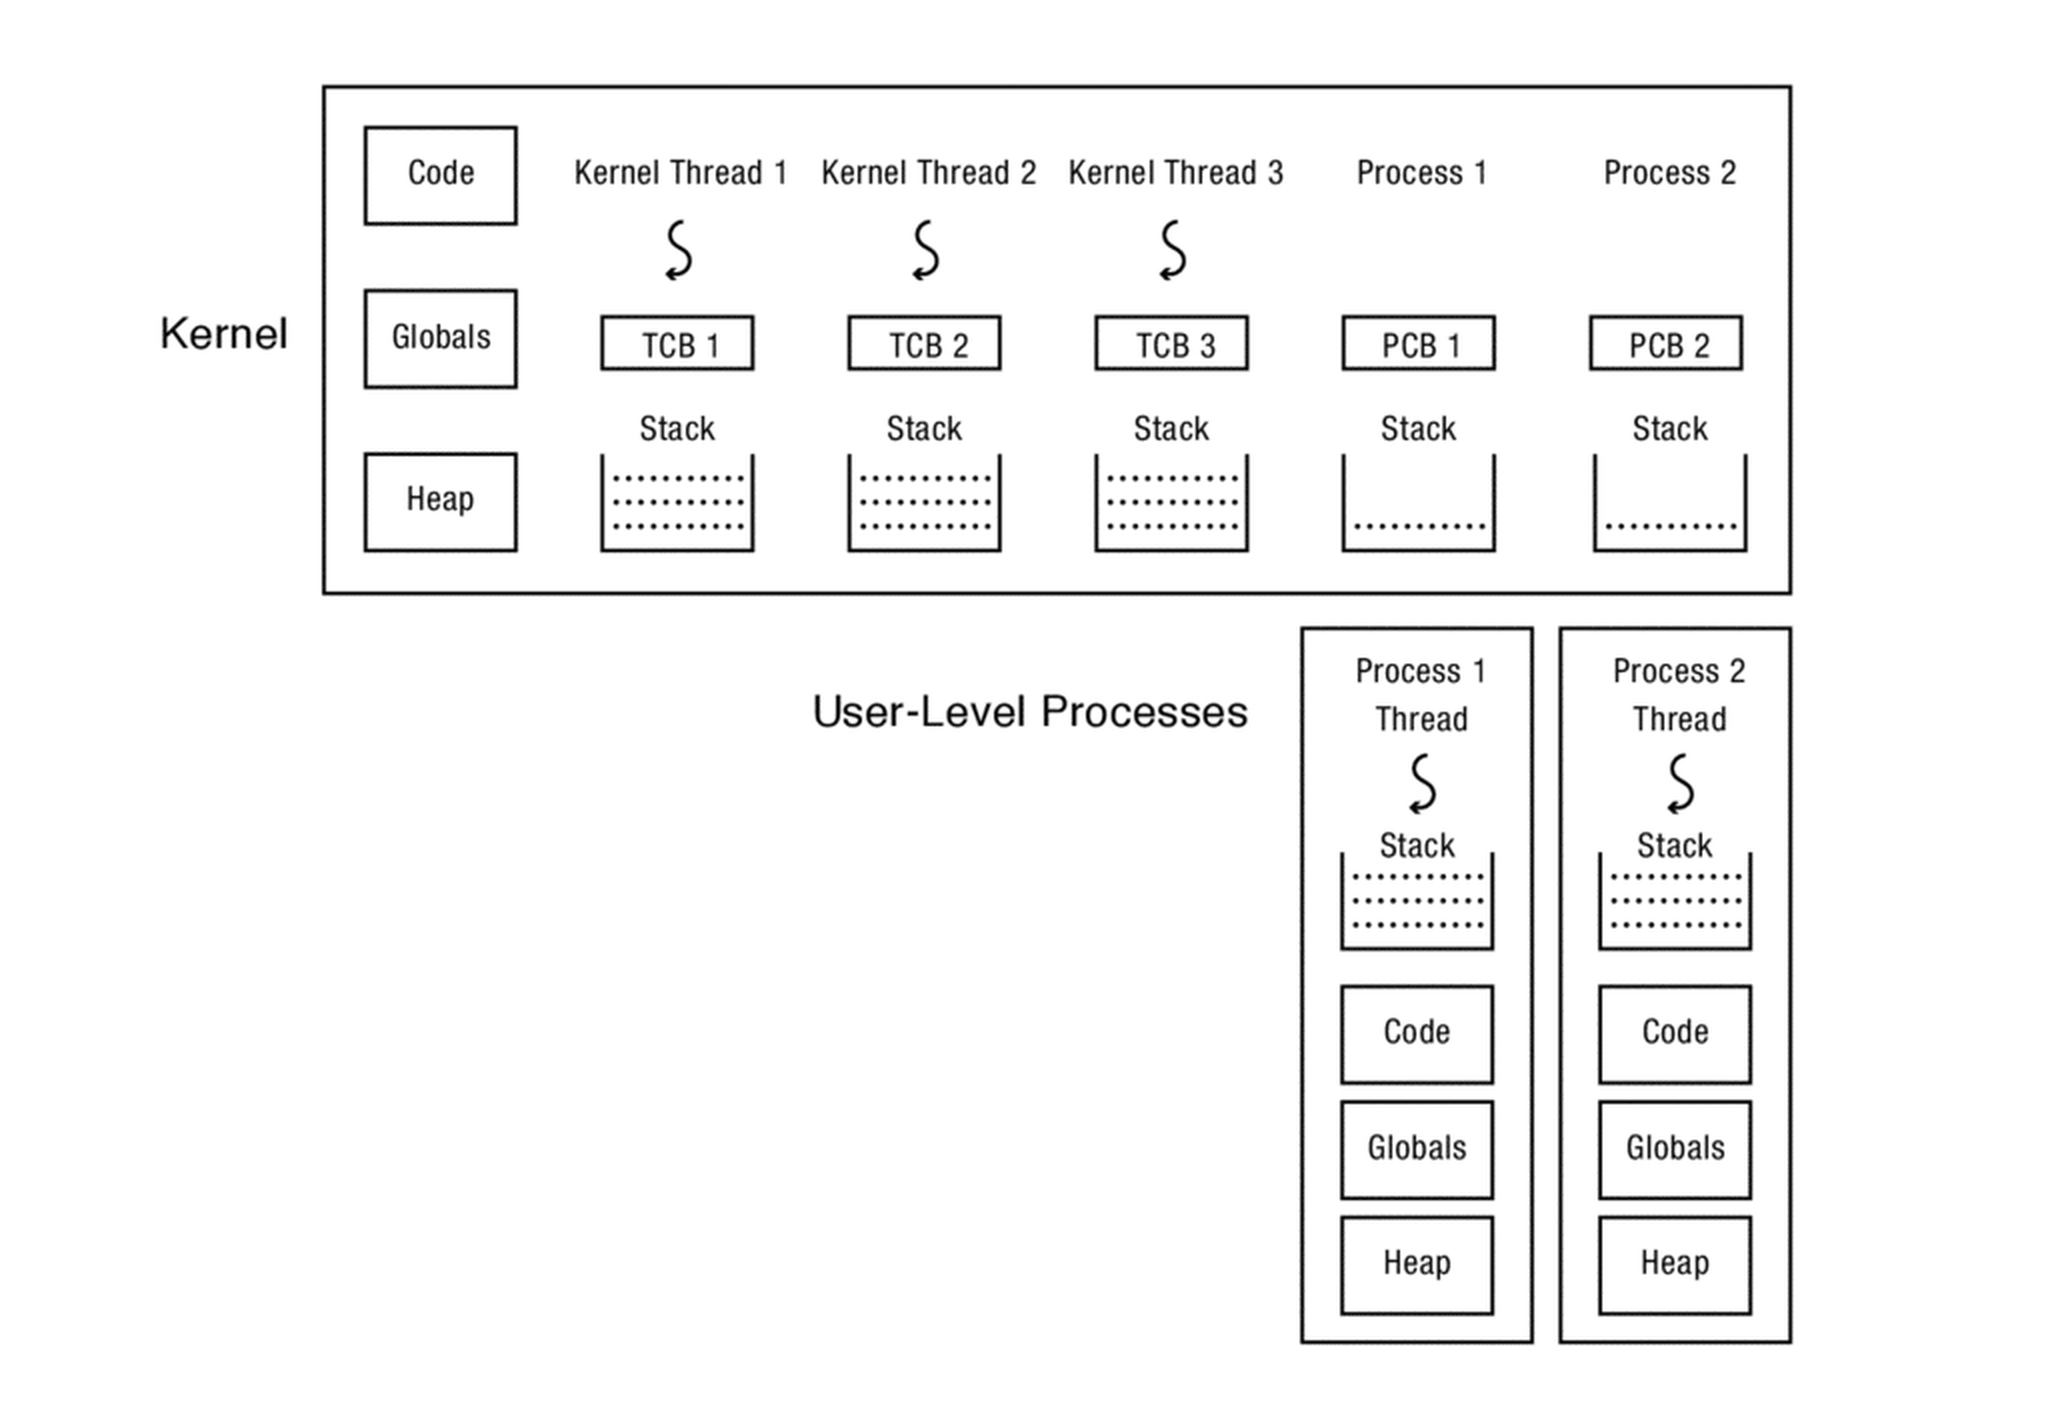 Code
Kernel Thread 1
Kernel Thread 2
Kernel Thread 3
Process 1
Process 2
Kernel
Globals
TCB 1
TCB 2
TCB 3
PCB 1
PCB 2
Stack
Stack
Stack
Stack
Stack
Heap
User-Level Processes
Process 1
Thread
Stack
Code
Globals
Heap
Process 2
Thread
Stack
Code
Globals
Heap